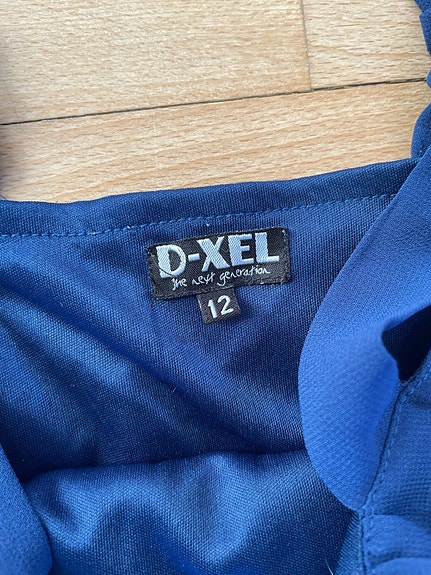 D-XEL
the next generation
12